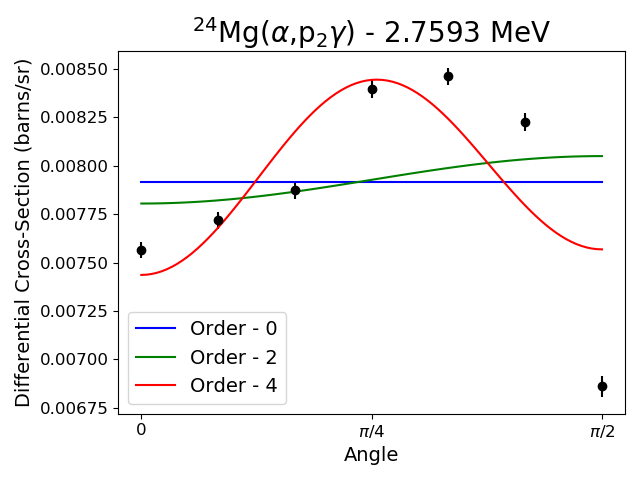 ²⁴Mg(α,p₂γ) - 2.7593 MeV
Differential Cross-Section (barns/sr)
0.00850
0.00825
0.00800
0.00775
0.00750
0.00725
0.00700
0.00675
Order - 0
Order - 2
Order - 4
0 π/4 π/2
Angle